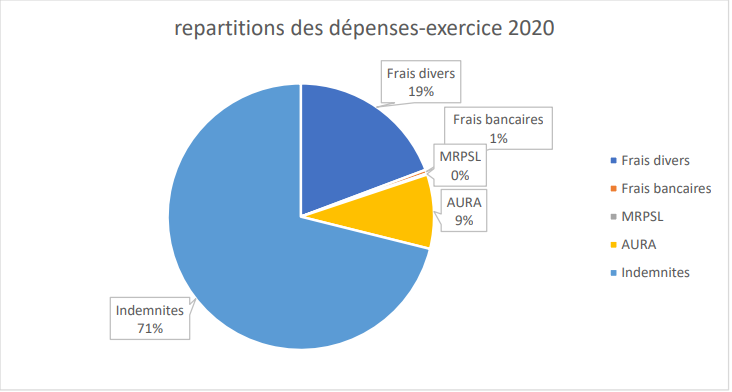 repartitions des dépenses-exercice 2020
Frais divers
19%
Frais bancaires
1%
MRPSL
0%
AURA
9%
Indemnites
71%
Frais divers
Frais bancaires
MRPSL
AURA
Indemnites